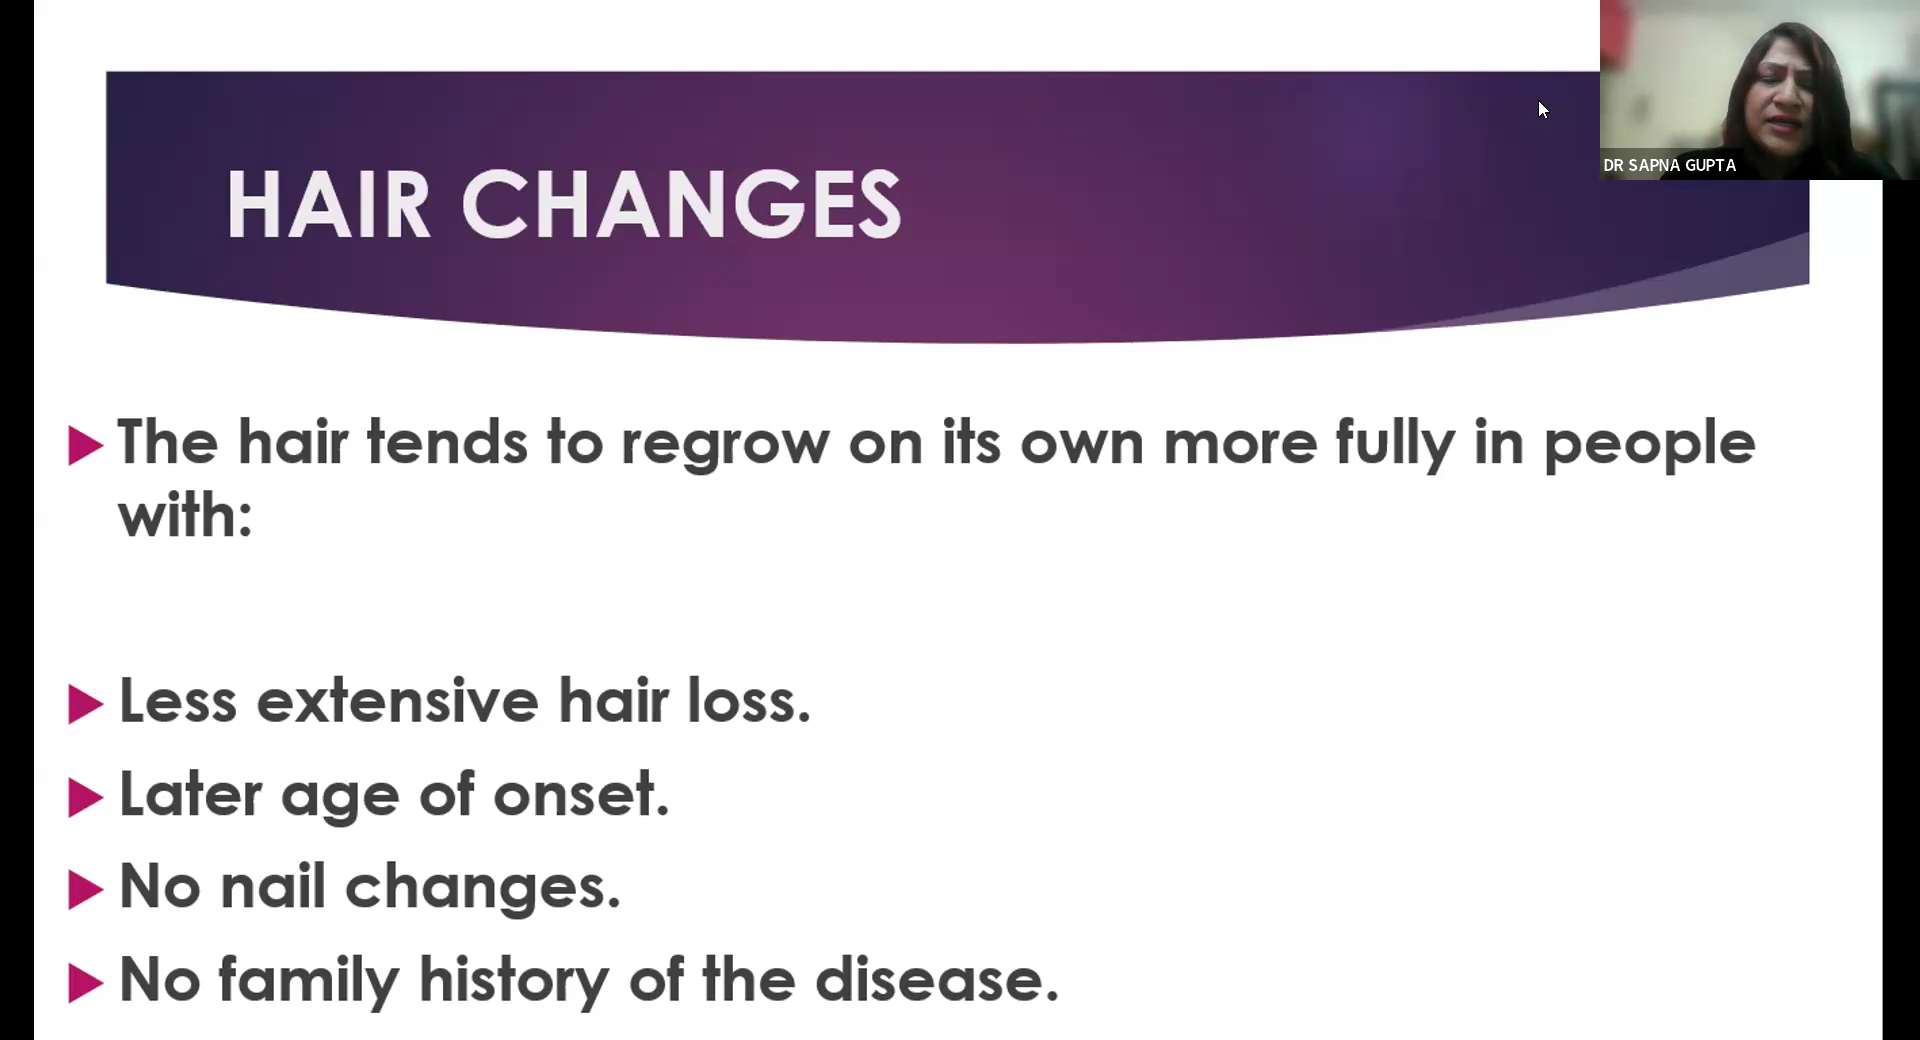 HAIR CHANGES
DR SAPNA GUPTA
The hair tends to regrow on its own more fully in people
with:
Less extensive hair loss.
Later age of onset.
No nail changes.
No family history of the disease.